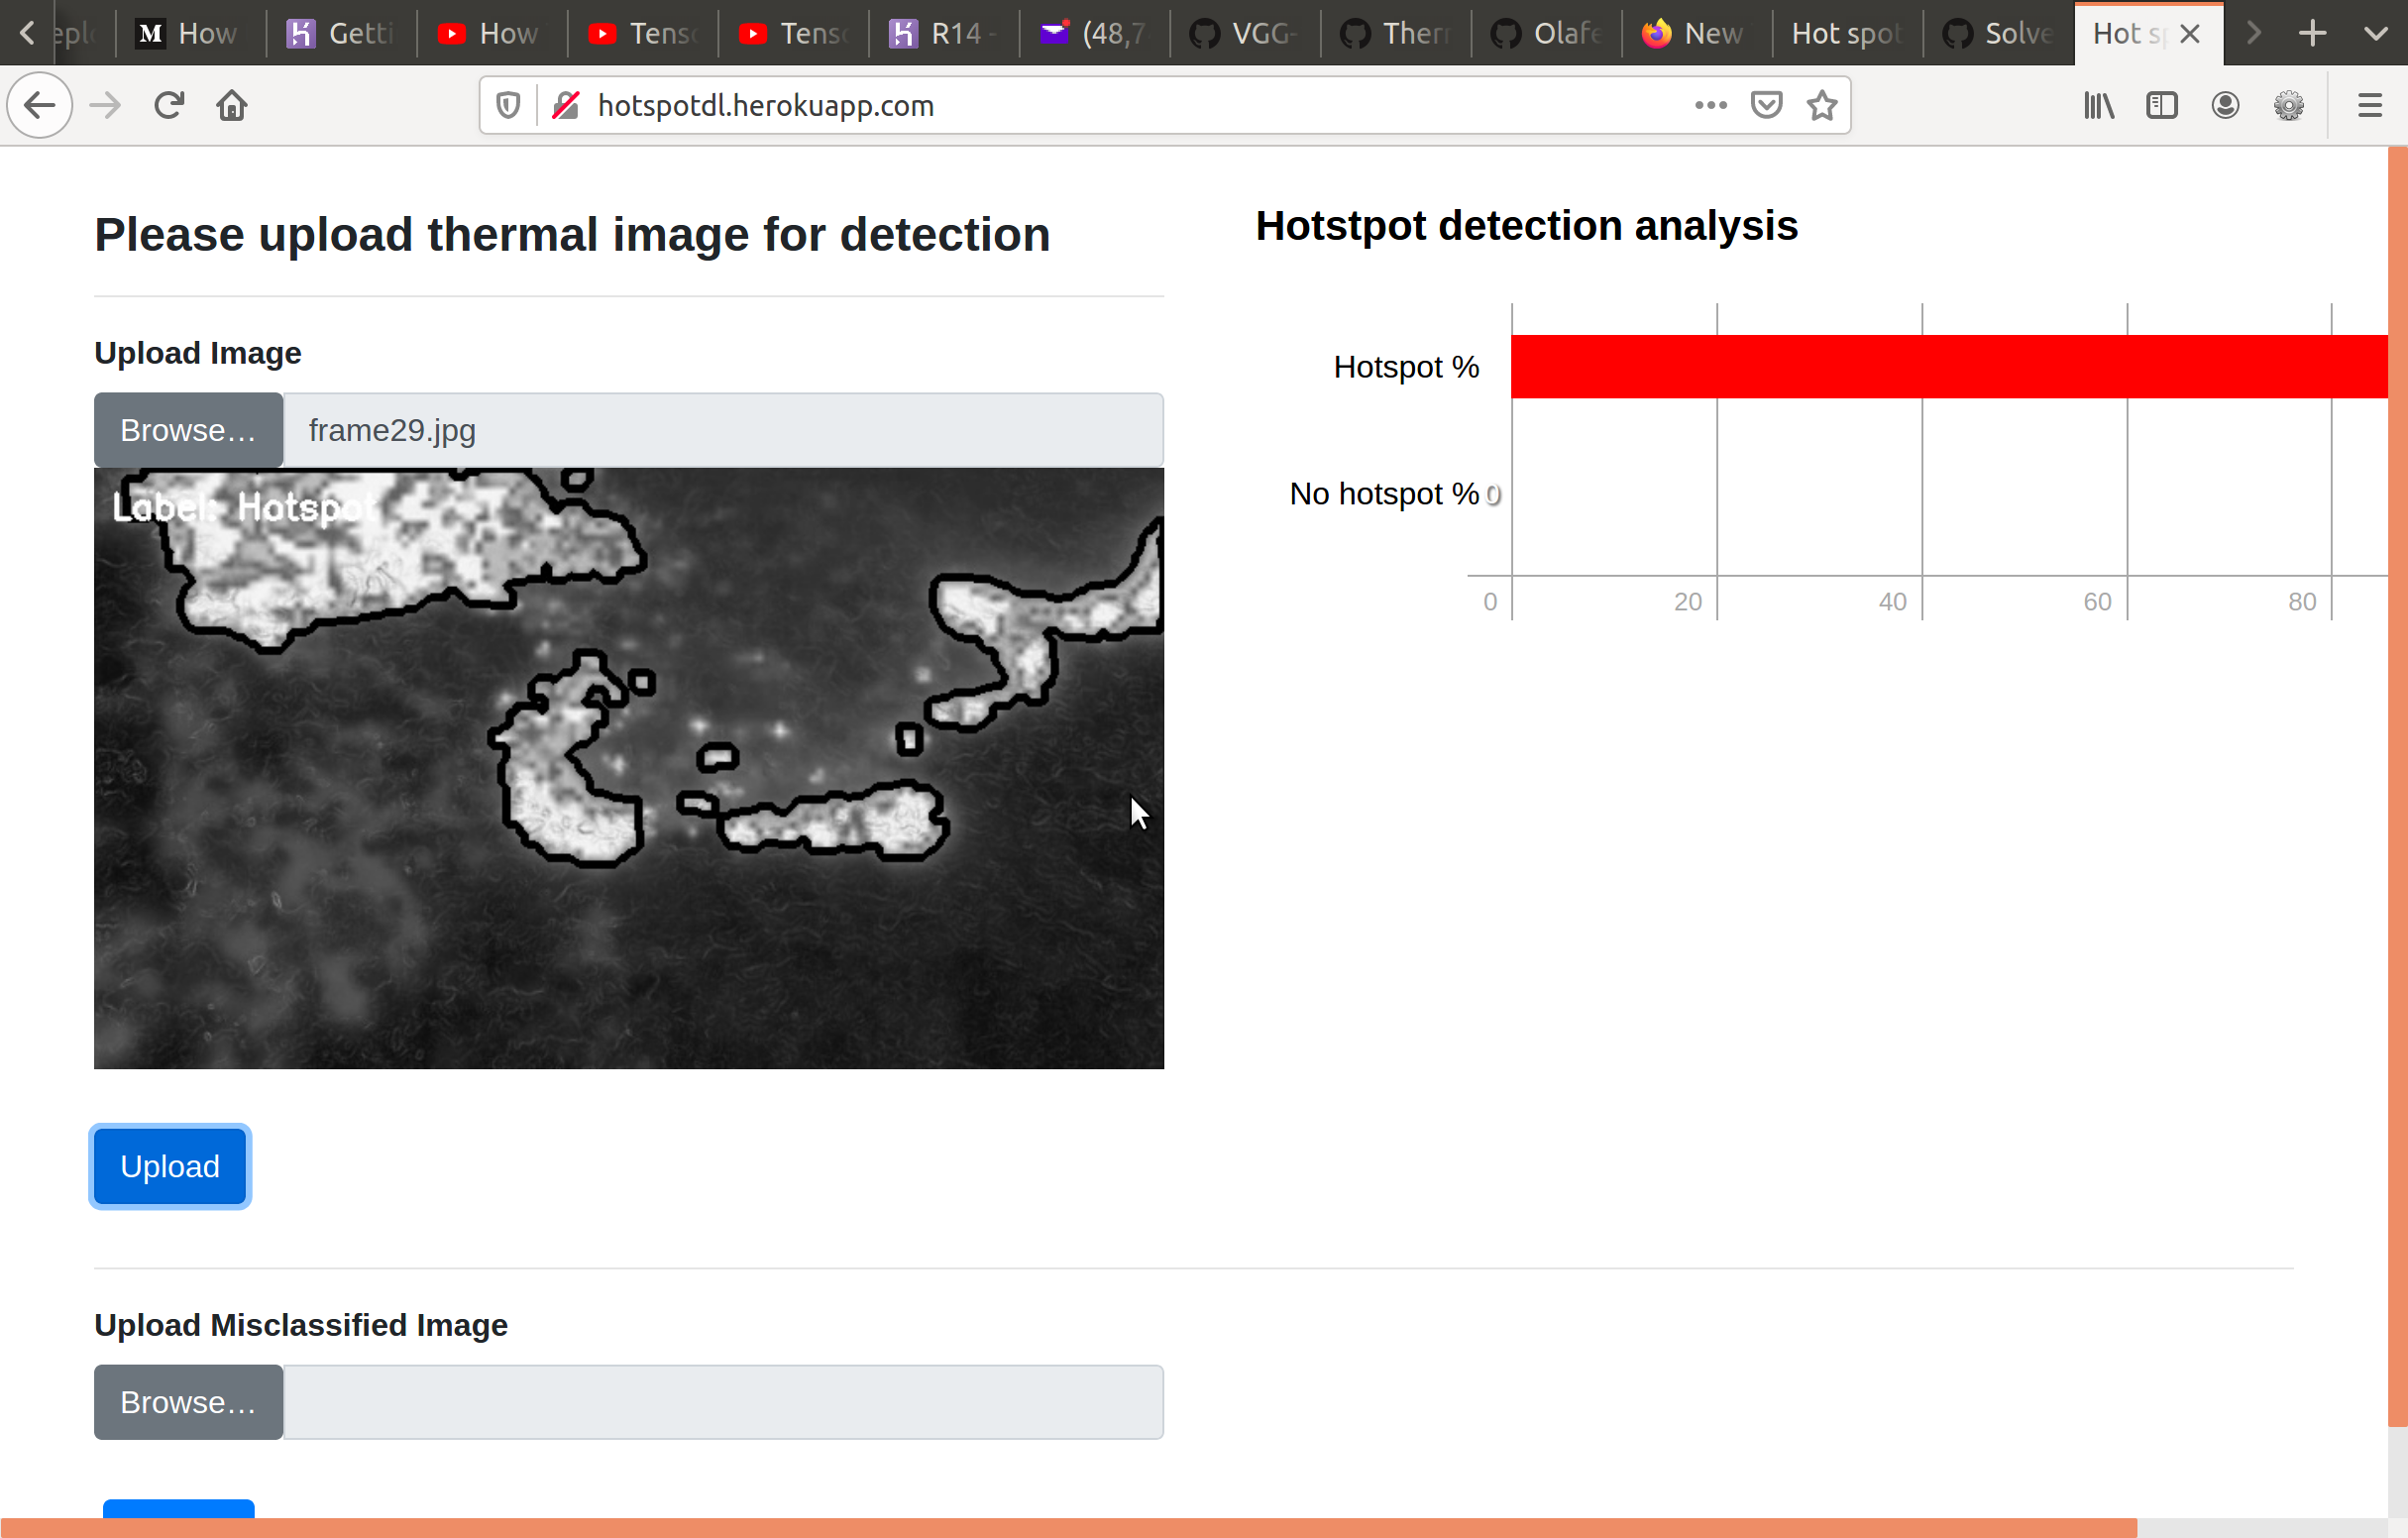 M How
Getti
How
Tens
Tens
R14 -
(48,7
VGG-
Ther
Olaf
New
Hot spot
Solve
Hot s
hotspotdl.herokuapp.com
Please upload thermal image for detection
Upload Image
Browse... frame29.jpg
Label: Hotspot
Upload
Hotstpot detection analysis
Hotspot %
No hotspot % 0
0 20 40 60 80
Upload Misclassified Image
Browse...